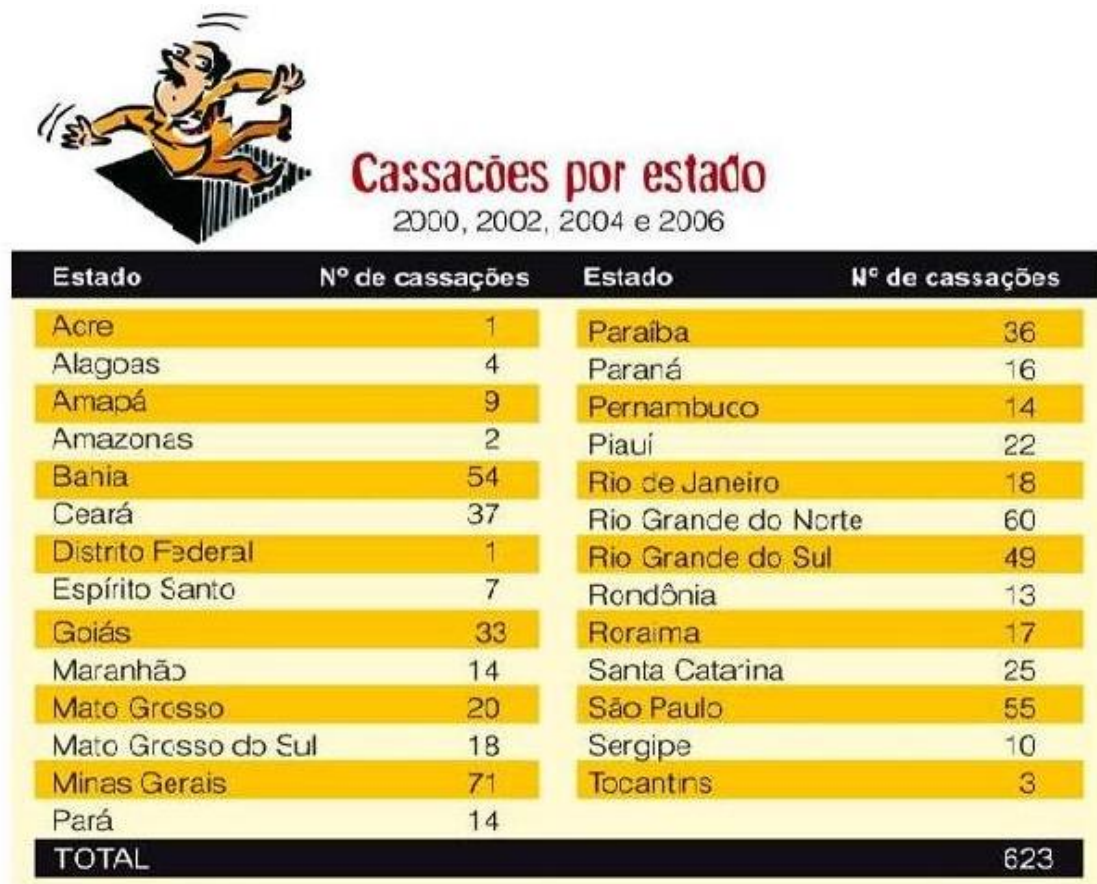 Cassações por estado
2000, 2002, 2004 e 2006
Estado Nº de cassações Estado Nº de cassações
Acre 1 Paraíba 36
Alagoas 4 Paraná 16
Amapá 9 Pernambuco 14
Amazonas 2 Piauí 22
Bahia 54 Rio de Janeiro 18
Ceará 37 Rio Grande do Norte 60
Distrito Federal 1 Rio Grande do Sul 49
Espírito Santo 7 Rondônia 13
Goiás 33 Roraima 17
Maranhão 14 Santa Catarina 25
Mato Grosso 20 São Paulo 55
Mato Grosso do Sul 18 Sergipe 10
Minas Gerais 71 Tocantins 3
Pará 14
TOTAL 623